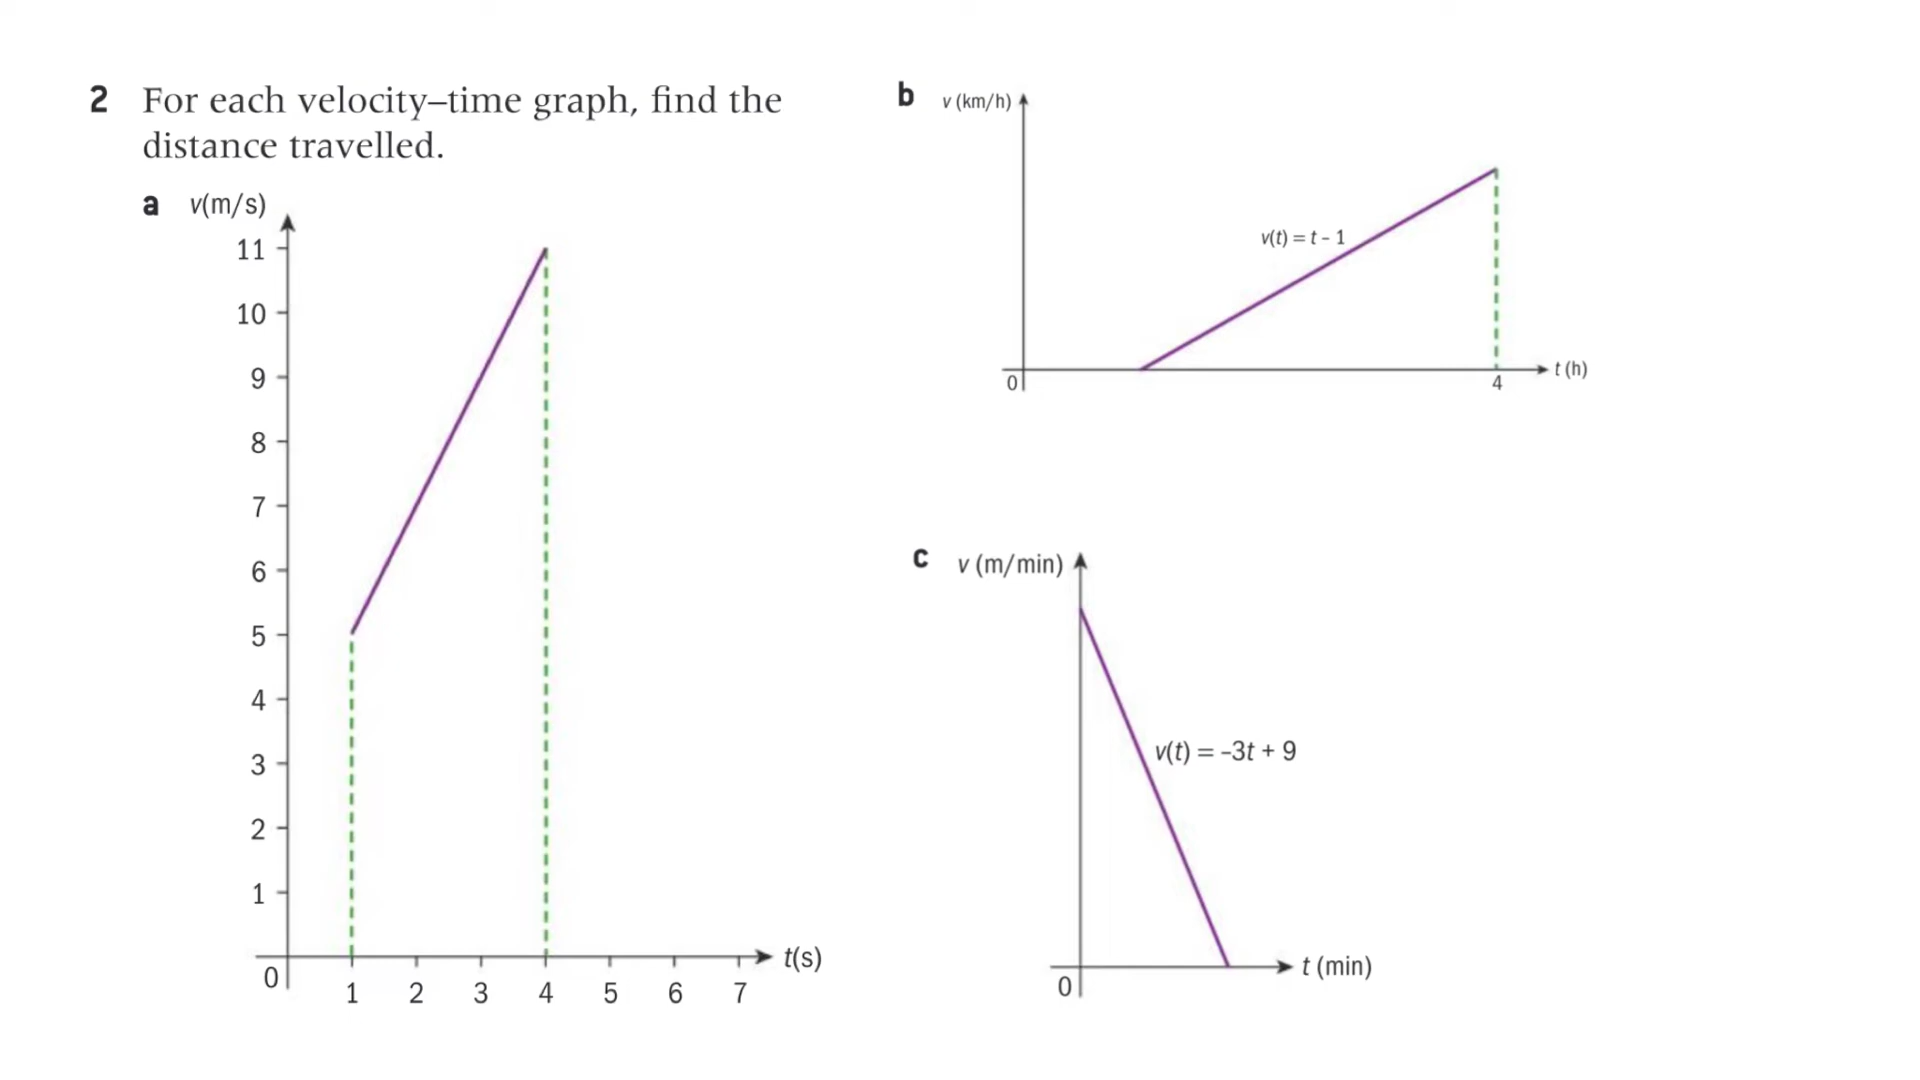 2 For each velocity–time graph, find the
distance travelled.
a v(m/s)
11
10
9
8
7
6
5
4
3
2
1
0
1 2 3 4 5 6 7
t(s)
b v (km/h)
v(t) = t – 1
0 4 t (h)
c v (m/min)
v(t) = –3t + 9
0 t (min)